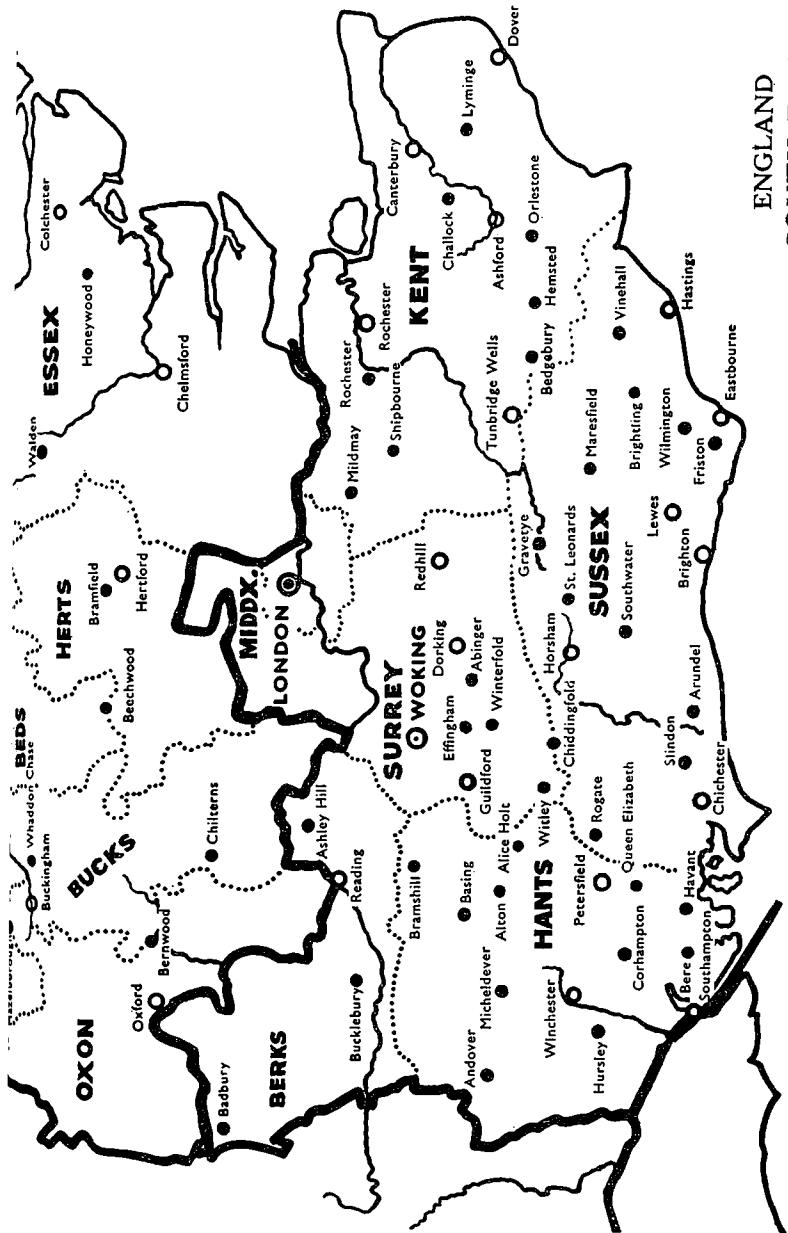 Hazelborough
Buckingham
Whaddon Chase
BEDS
Walden
ESSEX
Colchester
Honeywood
Chelmsford
OXON
BUCKS
HERTS
Bramfield
Hertford
Beechwood
Oxford
Bernwood
Chilterns
Badbury
BERKS
Bucklebury
Reading
Ashley Hill
MIDDX.
LONDON
SURREY
WOKING
Redhill
Dorking
Abinger
Effingham
Winterfold
Guildford
Mildmay
Shipbourne
Rochester
Rochester
KENT
Canterbury
Challock
Ashford
Lyminge
Dover
Orlestone
Hemsted
Bedgebury
Tunbridge Wells
Bramshill
Basing
Alton
Alice Holt
Micheldever
Andover
HANTS
Witley
Chiddingfold
Winchester
Hursley
Petersfield
Rogate
Queen Elizabeth
Corhampton
Havant
Bere
Southampton
Gravetye
St. Leonards
Horsham
SUSSEX
Southwater
Maresfield
Brightling
Vinehall
Hastings
Wilmington
Friston
Eastbourne
Lewes
Brighton
Arundel
Slindon
Chichester
ENGLAND